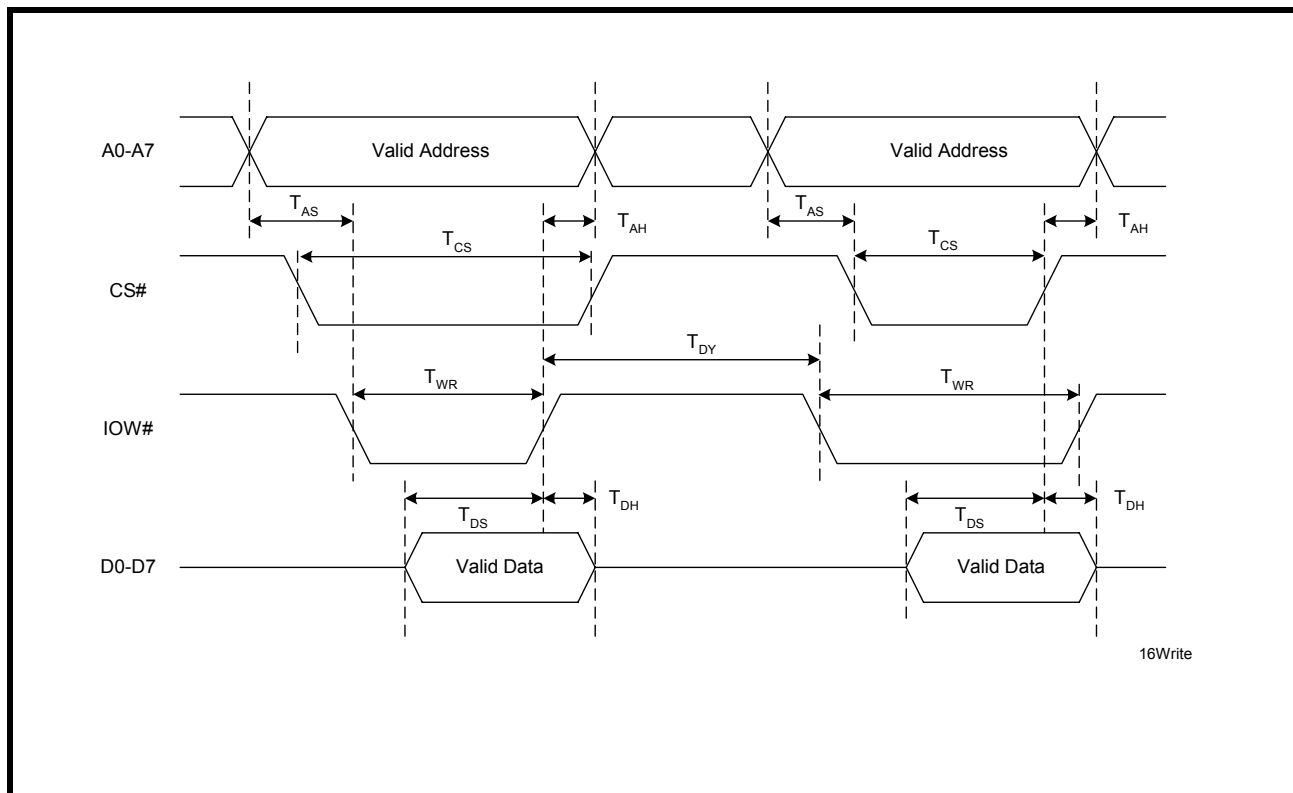 A0-A7
Valid Address
Valid Address
TAS
TAH
TAS
TAH
TCS
TCS
CS#
TDY
TWR
TWR
IOW#
TDS
TDH
TDS
TDH
D0-D7
Valid Data
Valid Data
16Write